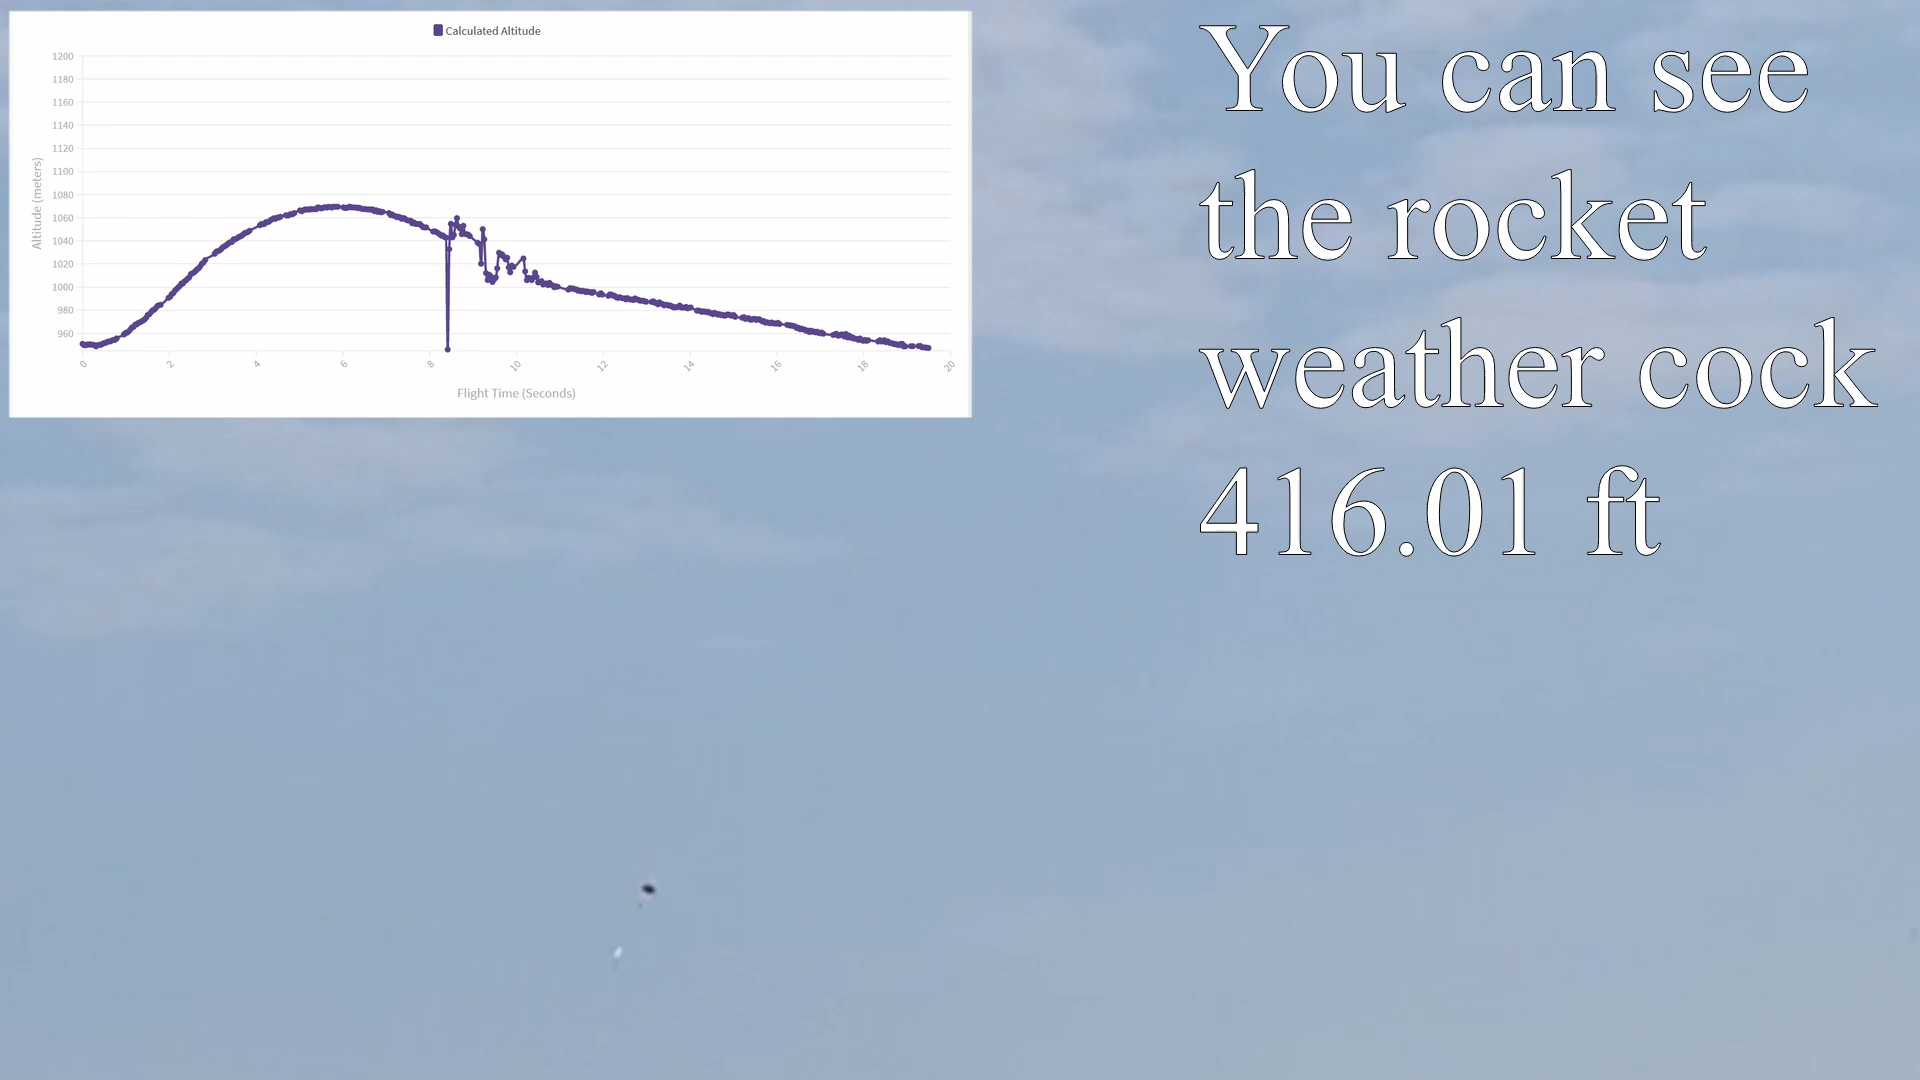 Calculated Altitude
1200
1180
1160
1140
1120
1100
1080
1060
1040
1020
1000
980
960
Altitude (meters)
0 2 4 6 8 10 12 14 16 18 20
Flight Time (Seconds)
You can see
the rocket
weather cock
416.01 ft